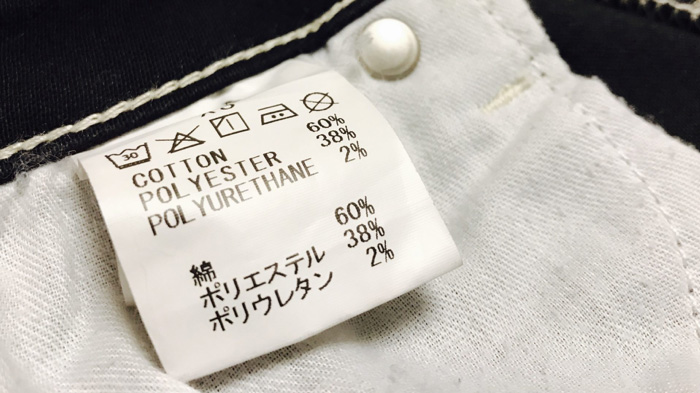 30
COTTON 60%
POLYESTER 38%
POLYURETHANE 2%
綿 60%
ポリエステル 38%
ポリウレタン 2%